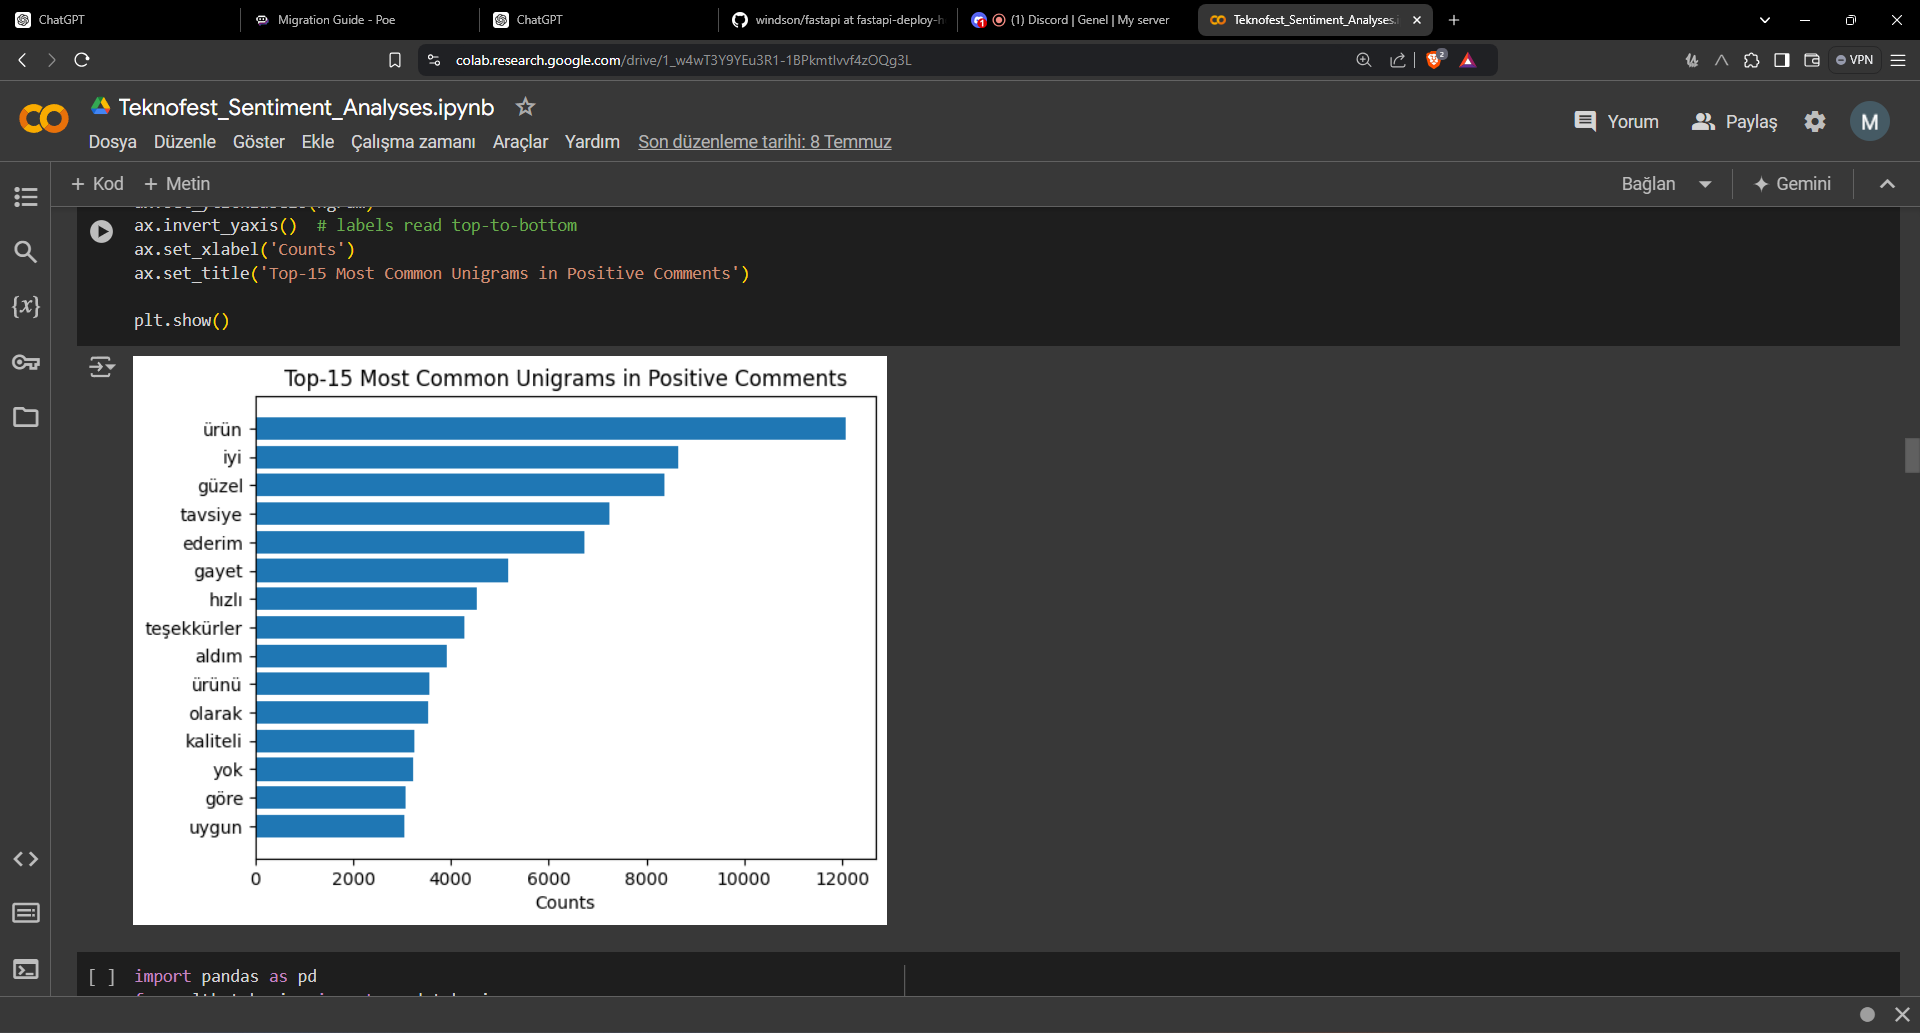 ChatGPT
Migration Guide - Poe
ChatGPT
windson/fastapi at fastapi-deploy-h
(1) Discord | Genel | My server
Teknofest_Sentiment_Analyses.i
colab.research.google.com/drive/1_w4wT3Y9YEu3R1-1BPkmtlvvf4zOQg3L
2
VPN
Teknofest_Sentiment_Analyses.ipynb
Dosya Düzenle Göster Ekle Çalışma zamanı Araçlar Yardım Son düzenleme tarihi: 8 Temmuz
Yorum
Paylaş
M
+ Kod + Metin
Bağlan
Gemini
ax.invert_yaxis()  # labels read top-to-bottom
ax.set_xlabel('Counts')
ax.set_title('Top-15 Most Common Unigrams in Positive Comments')
plt.show()
{x}
Top-15 Most Common Unigrams in Positive Comments
ürün
iyi
güzel
tavsiye
ederim
gayet
hızlı
teşekkürler
aldım
ürünü
olarak
kaliteli
yok
göre
uygun
0 2000 4000 6000 8000 10000 12000
Counts
[ ] import pandas as pd